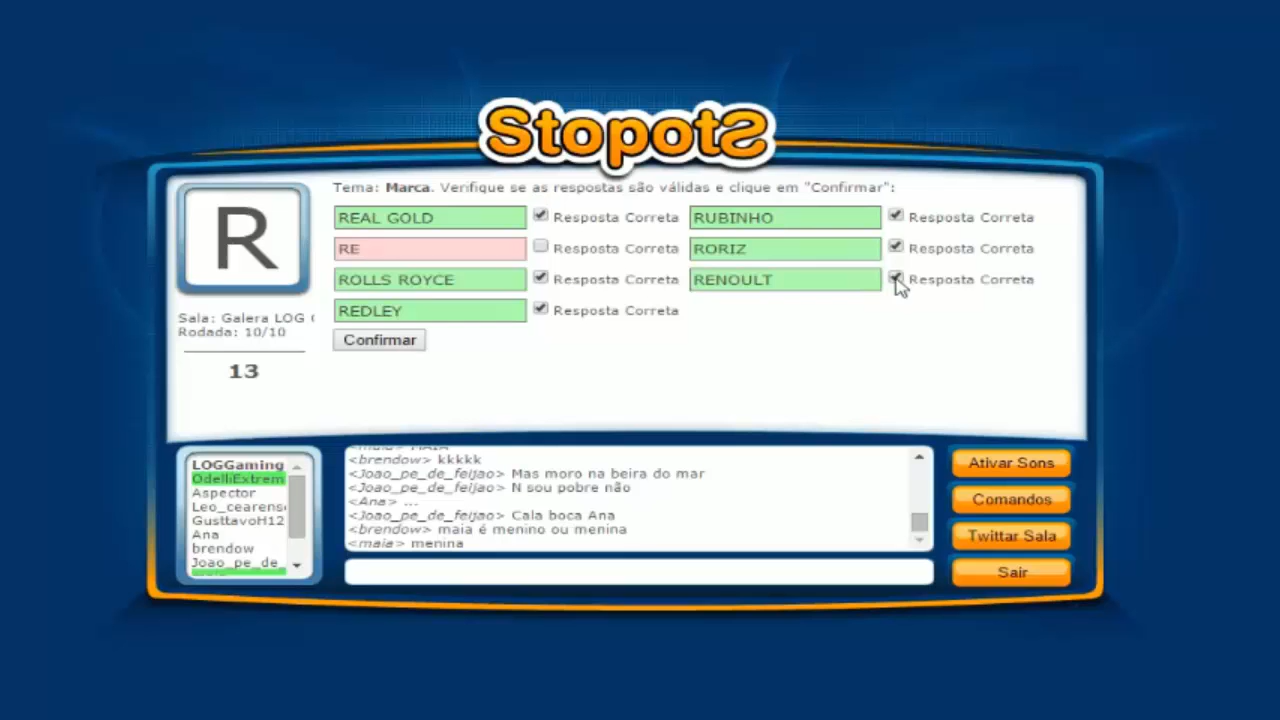 StopotS
R
Tema: Marca. Verifique se as respostas são válidas e clique em "Confirmar":
REAL GOLD Resposta Correta RUBINHO Resposta Correta
RE Resposta Correta RORIZ Resposta Correta
ROLLS ROYCE Resposta Correta RENOULT Resposta Correta
REDLEY Resposta Correta
Confirmar
Sala: Galera LOG
Rodada: 10/10
13
LOGGaming
OdelliExtrem
Aspector
Leo_cearens
GusttavoH12
Ana
brendow
Joao_pe_de_
<maia> MAIA
<brendow> kkkkk
<Joao_pe_de_feijao> Mas moro na beira do mar
<Joao_pe_de_feijao> N sou pobre não
<Ana> ...
<Joao_pe_de_feijao> Cala boca Ana
<brendow> maia é menino ou menina
<maia> menina
Ativar Sons
Comandos
Twittar Sala
Sair